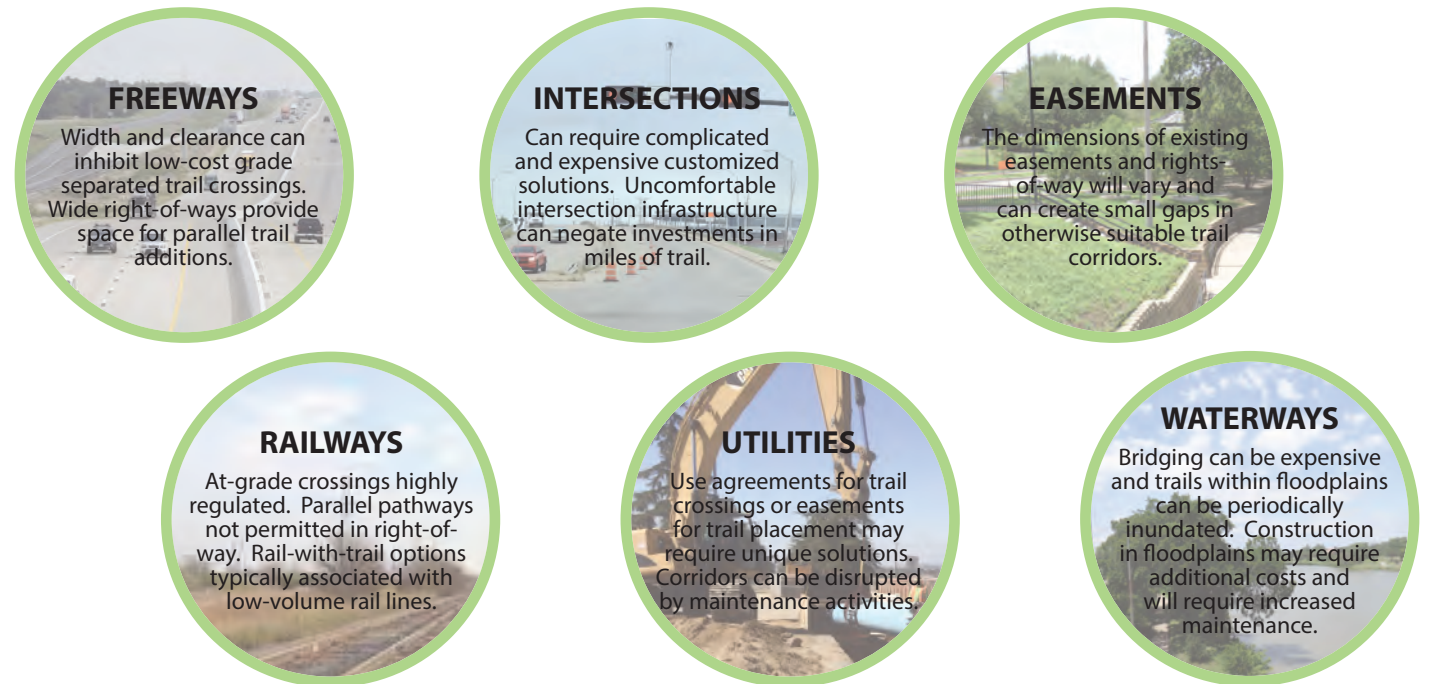 FREEWAYS
Width and clearance can
inhibit low-cost grade
separated trail crossings.
Wide right-of-ways provide
space for parallel trail
additions.
INTERSECTIONS
Can require complicated
and expensive customized
solutions.  Uncomfortable
intersection infrastructure
can negate investments in
miles of trail.
EASEMENTS
The dimensions of existing
easements and rights-
of-way will vary and
can create small gaps in
otherwise suitable trail
corridors.
RAILWAYS
At-grade crossings highly
regulated.  Parallel pathways
not permitted in right-of-
way.  Rail-with-trail options
typically associated with
low-volume rail lines.
UTILITIES
Use agreements for trail
crossings or easements
for trail placement may
require unique solutions.
Corridors can be disrupted
by maintenance activities.
WATERWAYS
Bridging can be expensive
and trails within floodplains
can be periodically
inundated.  Construction
in floodplains may require
additional costs and
will require increased
maintenance.